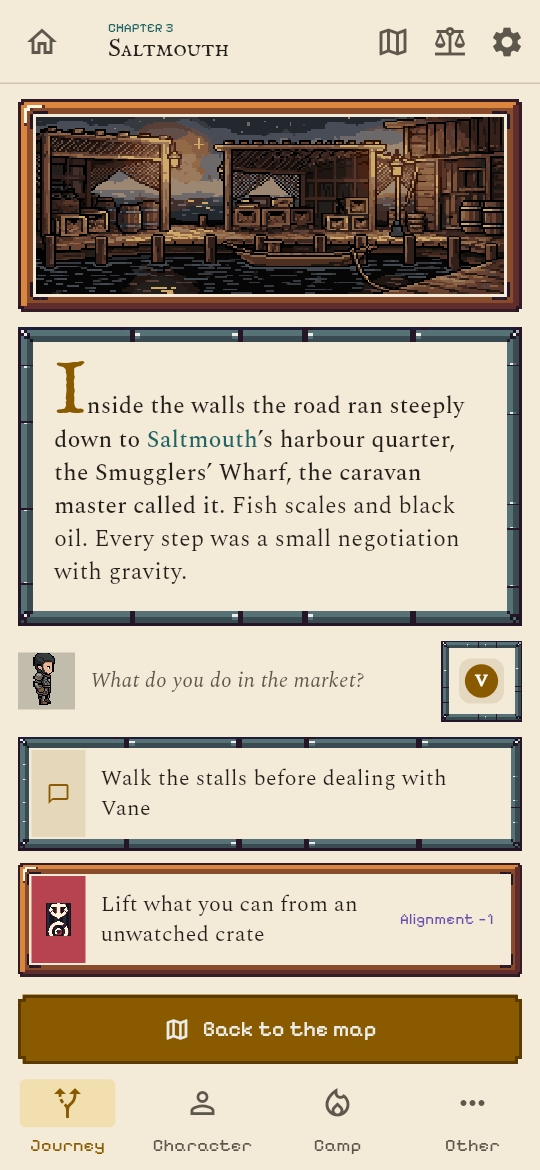 CHAPTER 3
SALTMOUTH
Inside the walls the road ran steeply
down to Saltmouth's harbour quarter,
the Smugglers' Wharf, the caravan
master called it. Fish scales and black
oil. Every step was a small negotiation
with gravity.
What do you do in the market?
V
Walk the stalls before dealing with
Vane
Lift what you can from an
unwatched crate
Alignment -1
Back to the map
Journey
Character
Camp
Other